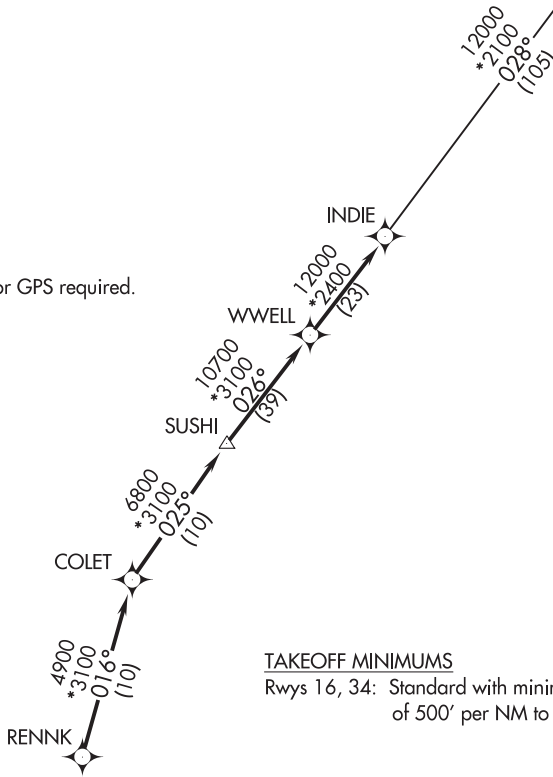 12000
*2100
028°
(105)
INDIE
or GPS required.
12000
*2400
(23)
WWELL
10700
*3100
026°
(39)
SUSHI
6800
*3100
025°
(10)
COLET
4900
*3100
016°
(10)
TAKEOFF MINIMUMS
Rwys 16, 34: Standard with minim
of 500' per NM to
RENNK